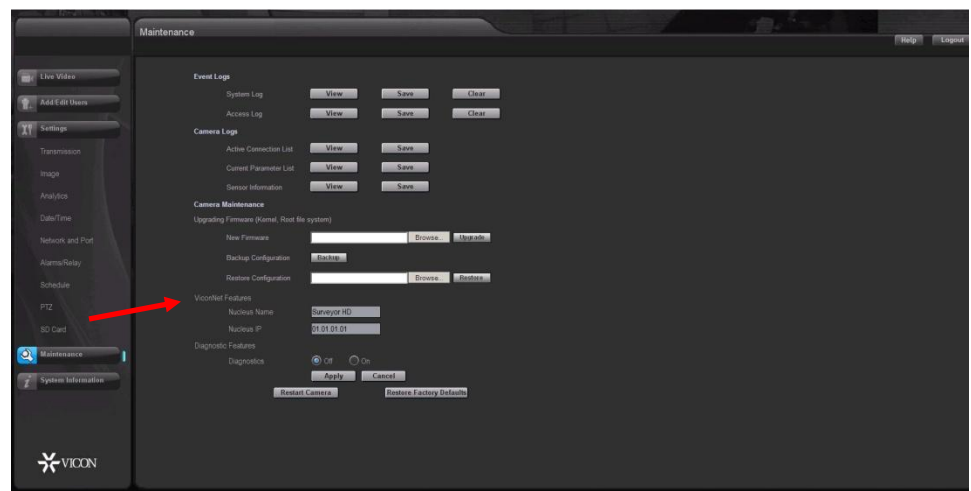 Maintenance
Help Logout
Live Video
Add/Edit Users
Settings
Transmission
Image
Analytics
Date/Time
Network and Port
Alarms/Relay
Schedule
PTZ
SD Card
Maintenance
System Information
VICON
Event Logs
System Log View Save Clear
Access Log View Save Clear
Camera Logs
Active Connection List View Save
Current Parameter List View Save
Sensor Information View Save
Camera Maintenance
Upgrading Firmware (Kernel, Root file system)
New Firmware Browse... Upgrade
Backup Configuration Backup
Restore Configuration Browse... Restore
ViconNet Features
Nucleus Name Surveyor HD
Nucleus IP 01.01.01.01
Diagnostic Features
Diagnostics Off On
Apply Cancel
Restart Camera Restore Factory Defaults